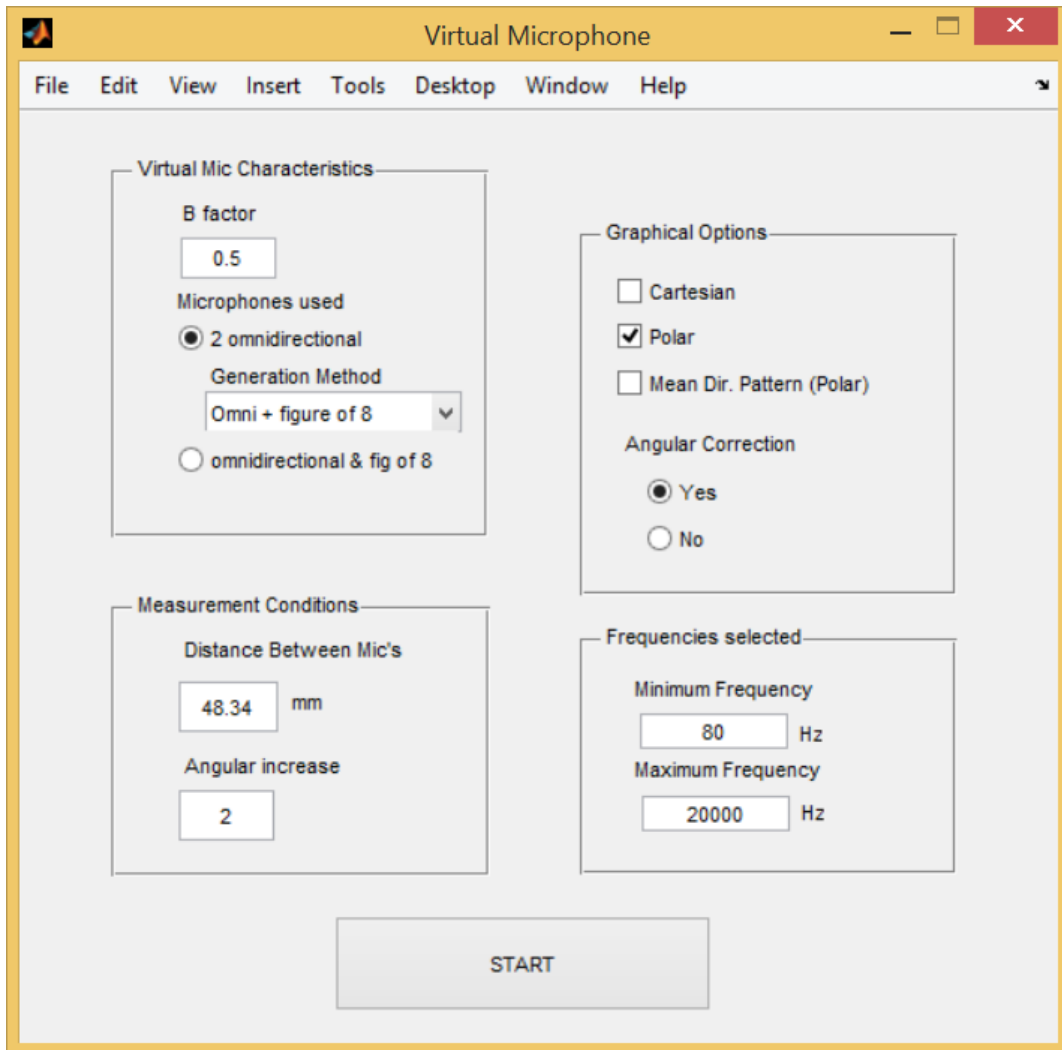 Virtual Microphone
File Edit View Insert Tools Desktop Window Help
Virtual Mic Characteristics
B factor
0.5
Microphones used
2 omnidirectional
Generation Method
Omni + figure of 8
omnidirectional & fig of 8
Graphical Options
Cartesian
Polar
Mean Dir. Pattern (Polar)
Angular Correction
Yes
No
Measurement Conditions
Distance Between Mic's
48.34 mm
Angular increase
2
Frequencies selected
Minimum Frequency
80 Hz
Maximum Frequency
20000 Hz
START